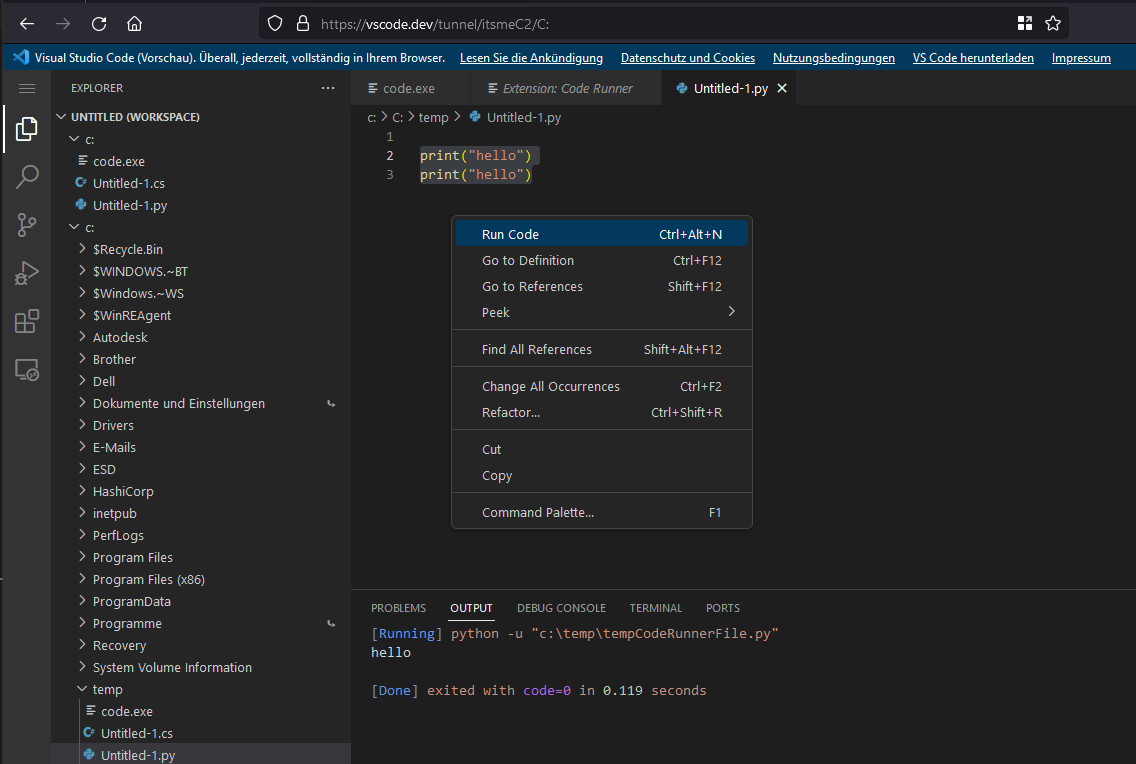 https://vscode.dev/tunnel/itsmeC2/C:
Visual Studio Code (Vorschau). Überall, jederzeit, vollständig in Ihrem Browser. Lesen Sie die Ankündigung Datenschutz und Cookies Nutzungsbedingungen VS Code herunterladen Impressum
EXPLORER
UNTITLED (WORKSPACE)
c:
code.exe
Untitled-1.cs
Untitled-1.py
c:
$Recycle.Bin
$WINDOWS.~BT
$Windows.~WS
$WinREAgent
Autodesk
Brother
Dell
Dokumente und Einstellungen
Drivers
E-Mails
ESD
HashiCorp
inetpub
PerfLogs
Program Files
Program Files (x86)
ProgramData
Programme
Recovery
System Volume Information
temp
code.exe
Untitled-1.cs
Untitled-1.py
code.exe Extension: Code Runner Untitled-1.py
c: > C: > temp > Untitled-1.py
1
2 print("hello")
3 print("hello")
Run Code Ctrl+Alt+N
Go to Definition Ctrl+F12
Go to References Shift+F12
Peek
Find All References Shift+Alt+F12
Change All Occurrences Ctrl+F2
Refactor... Ctrl+Shift+R
Cut
Copy
Command Palette... F1
PROBLEMS OUTPUT DEBUG CONSOLE TERMINAL PORTS
[Running] python -u "c:\temp\tempCodeRunnerFile.py"
hello
[Done] exited with code=0 in 0.119 seconds